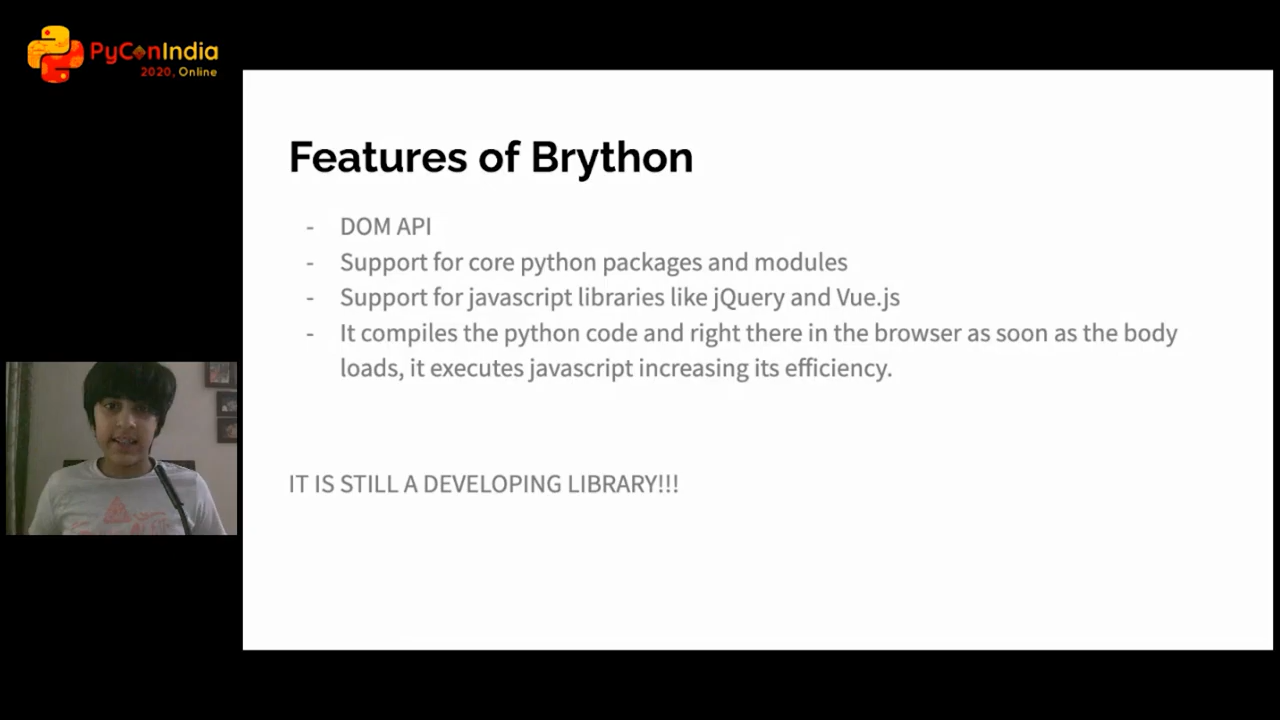 PyConIndia
2020, Online
Features of Brython
- DOM API
- Support for core python packages and modules
- Support for javascript libraries like jQuery and Vue.js
- It compiles the python code and right there in the browser as soon as the body
loads, it executes javascript increasing its efficiency.
IT IS STILL A DEVELOPING LIBRARY!!!